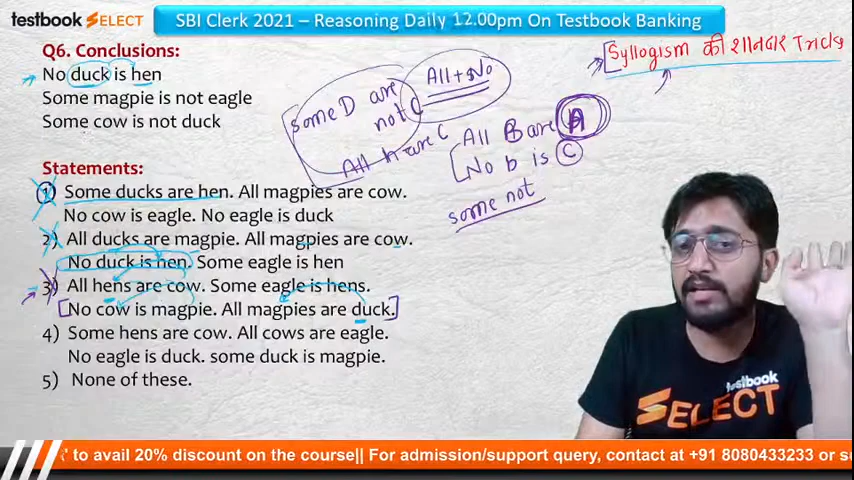 testbook SELECT
SBI Clerk 2021 – Reasoning Daily 12.00pm On Testbook Banking
Syllogism की शानदार Tricks
Q6. Conclusions:
No duck is hen
Some magpie is not eagle
Some cow is not duck
Some D are not C
All + No
All h are C
All B are A
No b is C
some not
Statements:
1) Some ducks are hen. All magpies are cow.
No cow is eagle. No eagle is duck
2) All ducks are magpie. All magpies are cow.
No duck is hen. Some eagle is hen
3) All hens are cow. Some eagle is hens.
No cow is magpie. All magpies are duck.
4) Some hens are cow. All cows are eagle.
No eagle is duck. some duck is magpie.
5) None of these.
testbook
SELECT
' to avail 20% discount on the course|| For admission/support query, contact at +91 8080433233 or s